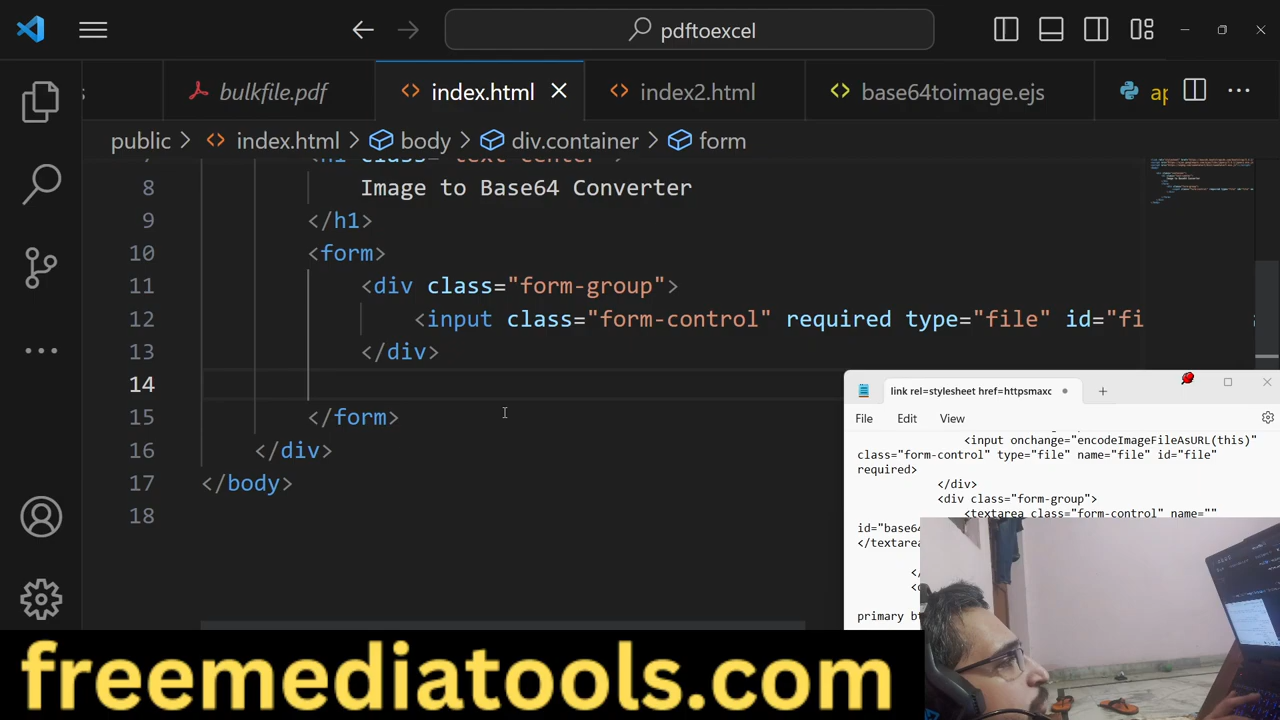 pdftoexcel
bulkfile.pdf
index.html
index2.html
base64toimage.ejs
public > index.html > body > div.container > form
8 Image to Base64 Converter
9 </h1>
10 <form>
11 <div class="form-group">
12 <input class="form-control" required type="file" id="fi
13 </div>
14
15 </form>
16 </div>
17 </body>
18
link rel=stylesheet href=httpsmaxc
File Edit View
<input onchange="encodeImageFileAsURL(this)"
class="form-control" type="file" name="file" id="file"
required>
</div>
<div class="form-group">
<textarea class="form-control" name=""
</textarea
freemediatools.com